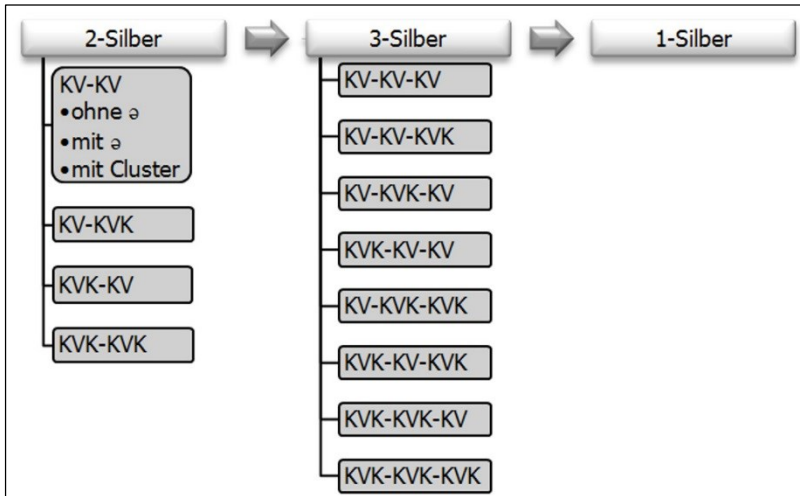 2-Silber
3-Silber
1-Silber
KV-KV
•ohne ə
•mit ə
•mit Cluster
KV-KVK
KVK-KV
KVK-KVK
KV-KV-KV
KV-KV-KVK
KV-KVK-KV
KVK-KV-KV
KV-KVK-KVK
KVK-KV-KVK
KVK-KVK-KV
KVK-KVK-KVK